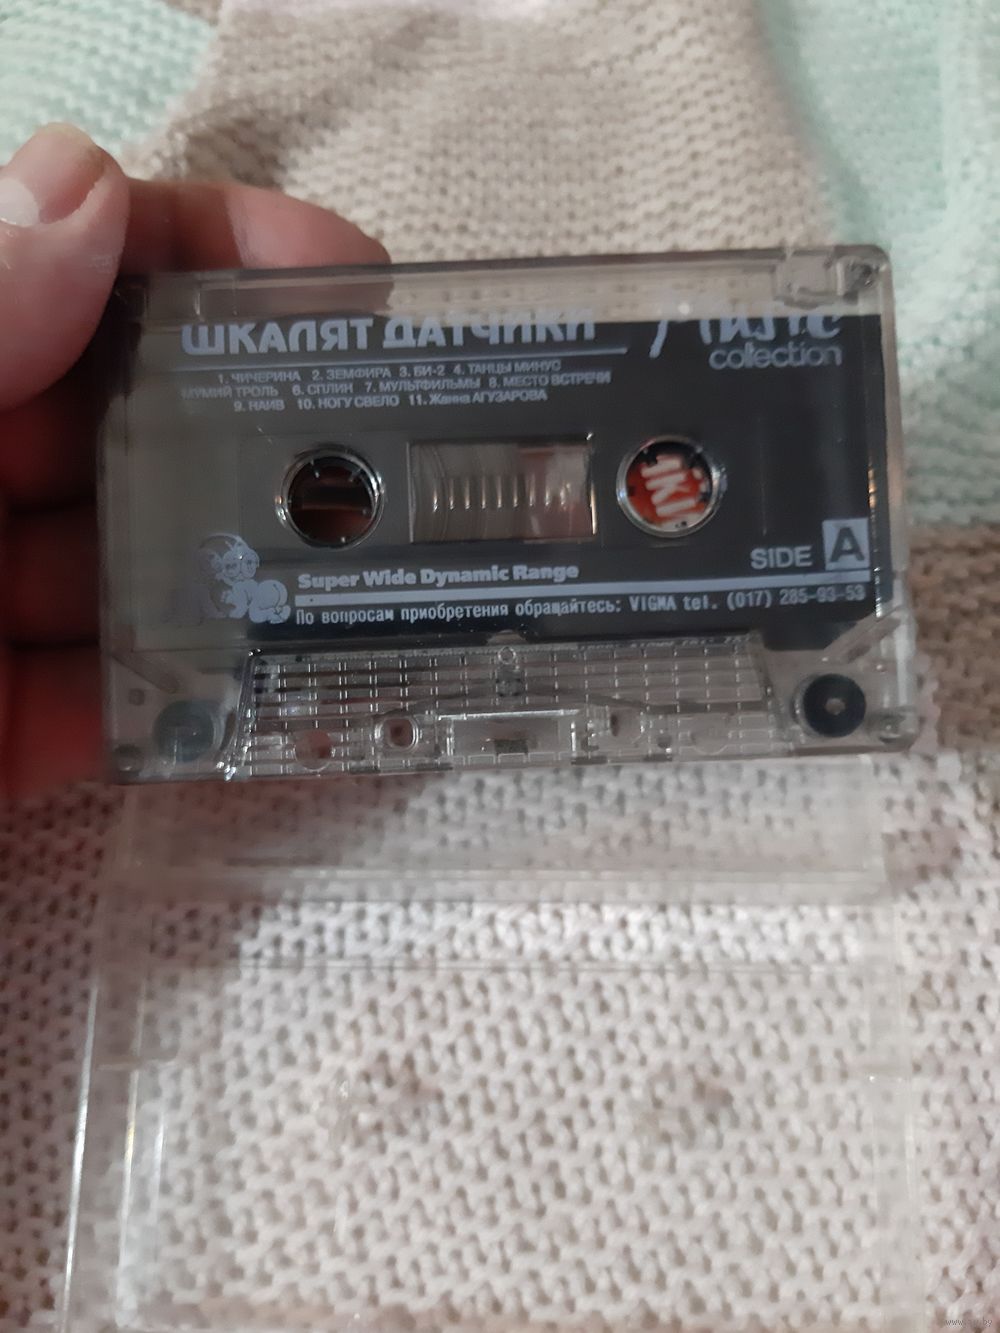 ШКАЛЯТ ДАТЧИКИ
Music
collection
1. ЧИЧЕРИНА 2. ЗЕМФИРА 3. БИ-2 4. ТАНЦЫ МИНУС
МУМИЙ ТРОЛЬ 6. СПЛИН 7. МУЛЬТФИЛЬМЫ 8. МЕСТО ВСТРЕЧИ
9. НАИВ 10. НОГУ СВЕЛО 11. Жанна АГУЗАРОВА
SIDE A
Super Wide Dynamic Range
По вопросам приобретения обращайтесь: VIGMA tel. (017) 285-93-53